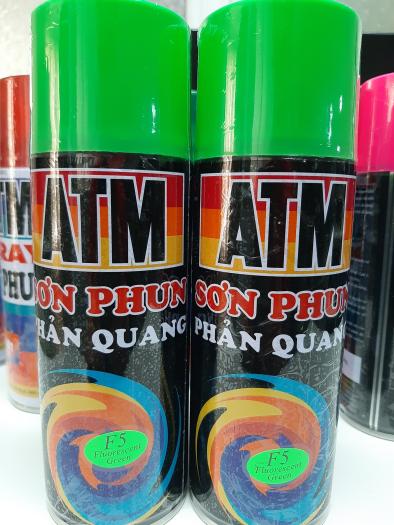 ATM
SƠN PHUN
PHẢN QUANG
F5
Fluorescent
Green
ATM
SƠN PHUN
PHẢN QUANG
F5
Fluorescent
Green